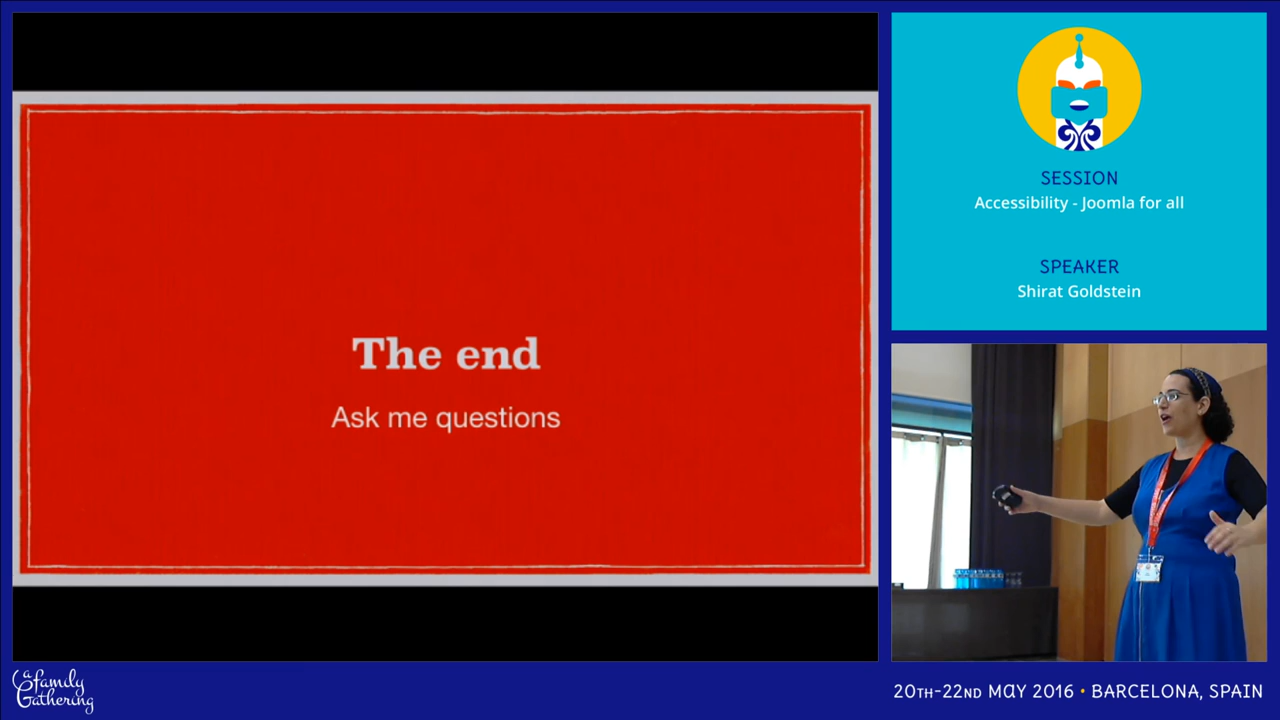 The end
Ask me questions
SESSION
Accessibility - Joomla for all
SPEAKER
Shirat Goldstein
a family
Gathering
20TH-22ND MAY 2016 • BARCELONA, SPAIN